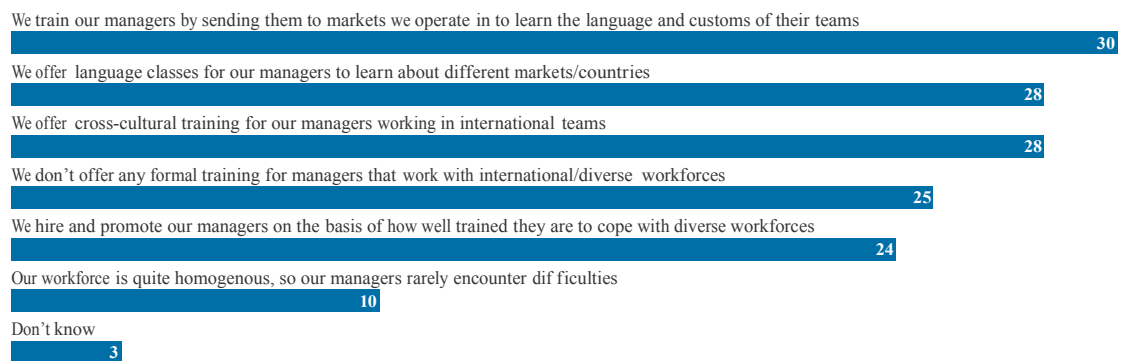 We train our managers by sending them to markets we operate in to learn the language and customs of their teams
30
We offer language classes for our managers to learn about different markets/countries
28
We offer cross-cultural training for our managers working in international teams
28
We don’t offer any formal training for managers that work with international/diverse workforces
25
We hire and promote our managers on the basis of how well trained they are to cope with diverse workforces
24
Our workforce is quite homogenous, so our managers rarely encounter dif ficulties
10
Don’t know
3